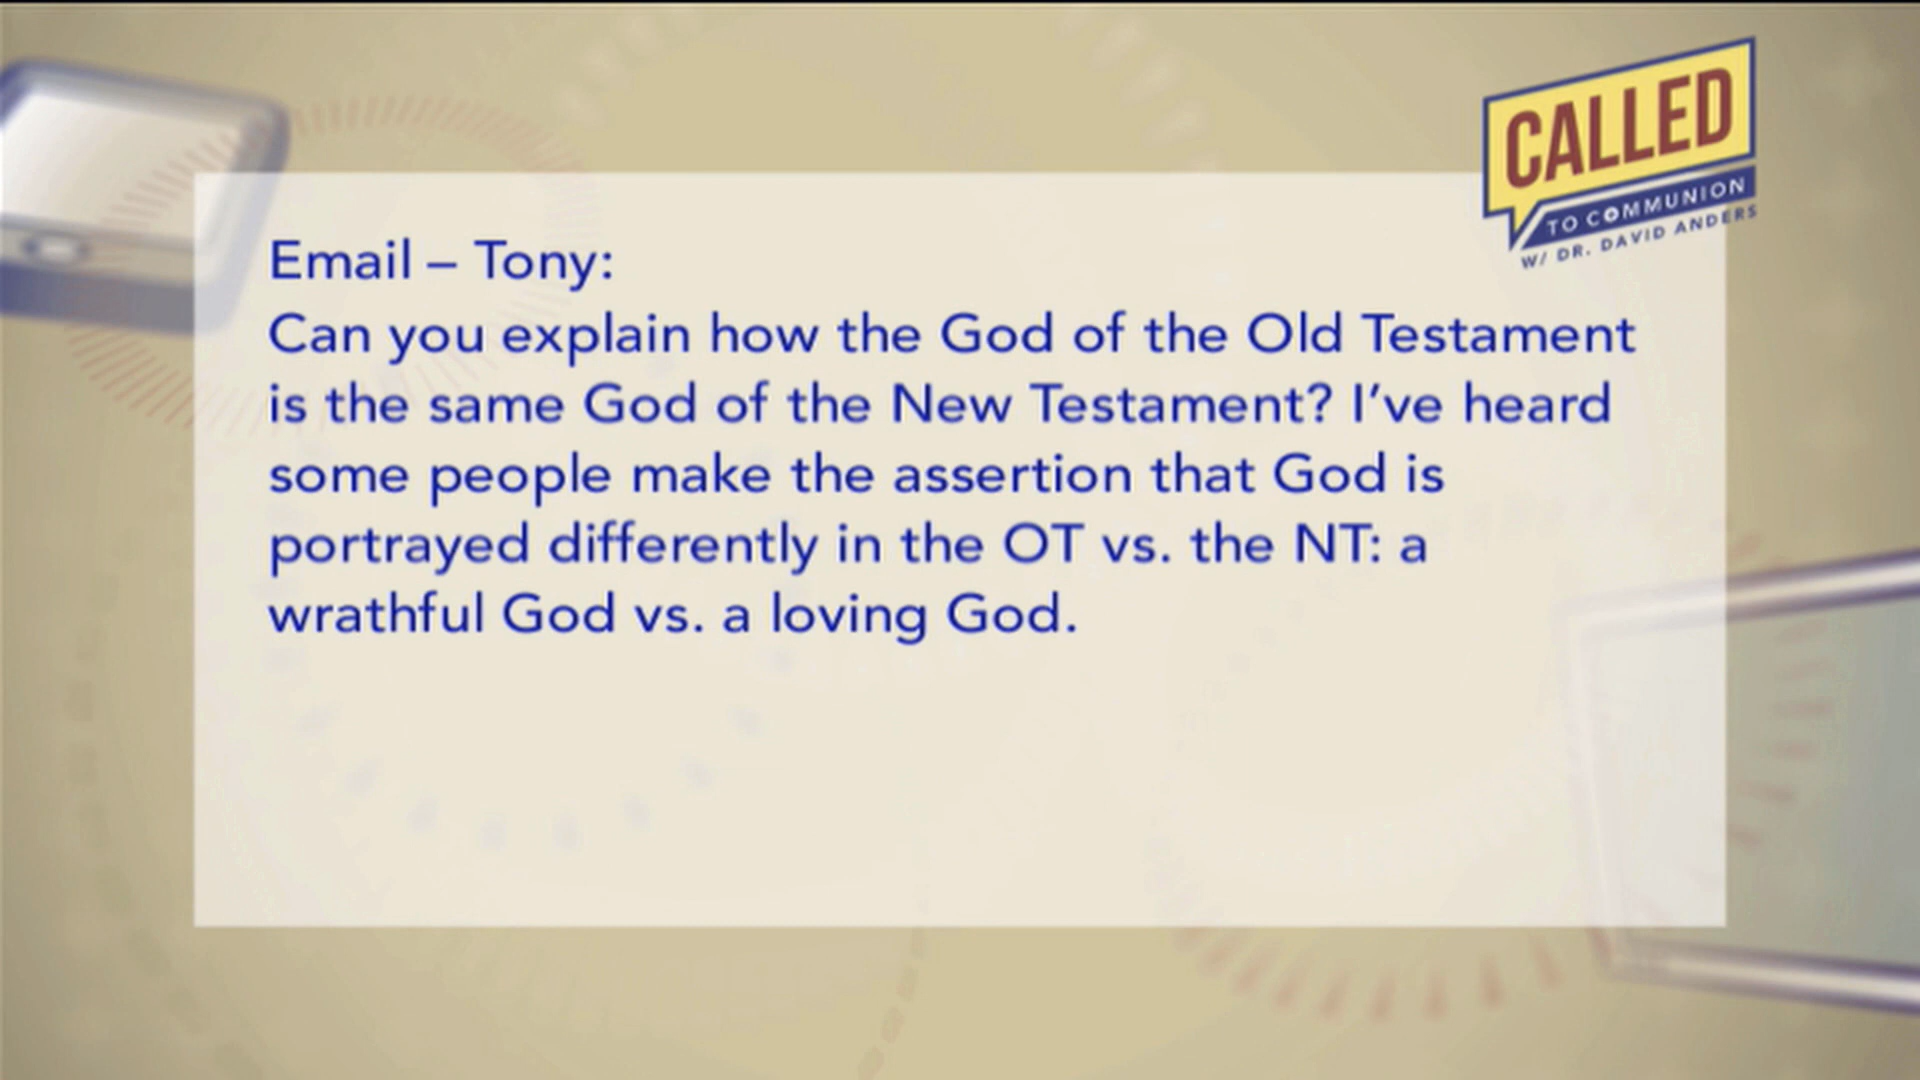 CALLED
TO COMMUNION
W/ DR. DAVID ANDERS
Email – Tony:
Can you explain how the God of the Old Testament
is the same God of the New Testament? I’ve heard
some people make the assertion that God is
portrayed differently in the OT vs. the NT: a
wrathful God vs. a loving God.